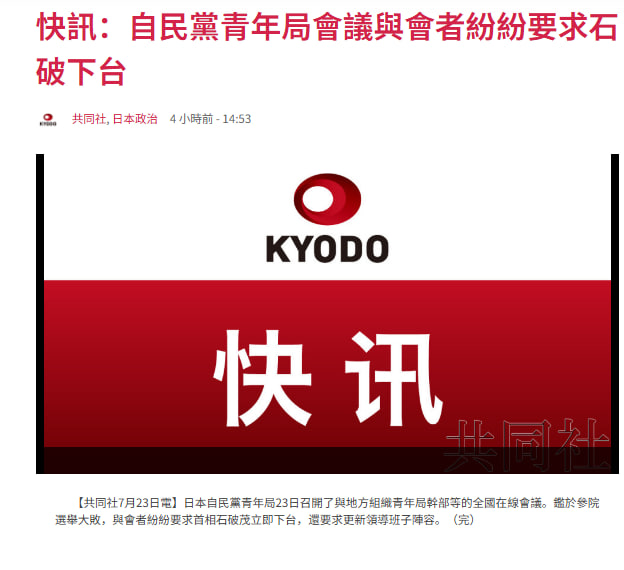 快訊：自民黨青年局會議與會者紛紛要求石
破下台
KYODO
共同社, 日本政治 4 小時前 - 14:53
KYODO
快讯
共同社
【共同社7月23日電】日本自民黨青年局23日召開了與地方組織青年局幹部等的全國在線會議。鑑於參院
選舉大敗，與會者紛紛要求首相石破茂立即下台，還要求更新領導班子陣容。（完）